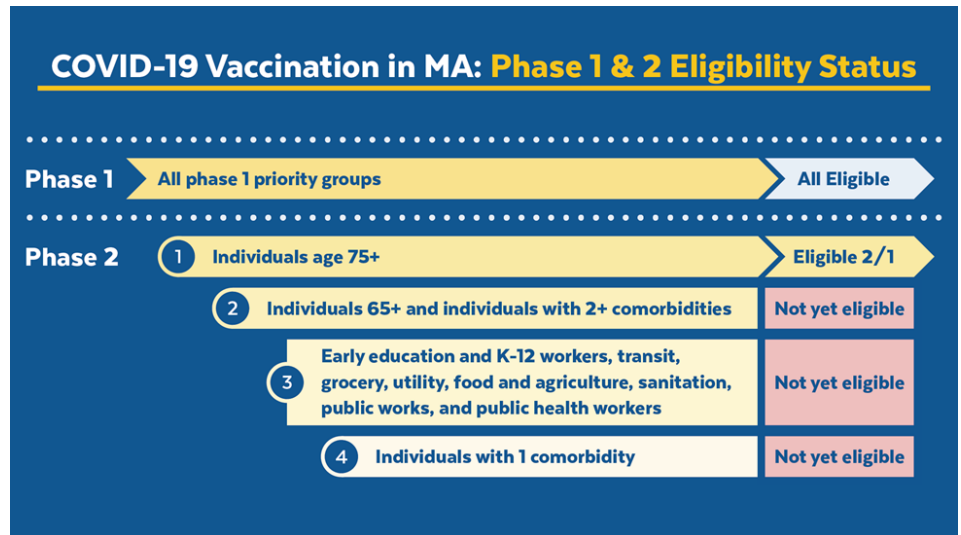 COVID-19 Vaccination in MA: Phase 1 & 2 Eligibility Status
Phase 1
All phase 1 priority groups
All Eligible
Phase 2
1
Individuals age 75+
Eligible 2/1
2
Individuals 65+ and individuals with 2+ comorbidities
Not yet eligible
3
Early education and K-12 workers, transit,
grocery, utility, food and agriculture, sanitation,
public works, and public health workers
Not yet eligible
4
Individuals with 1 comorbidity
Not yet eligible